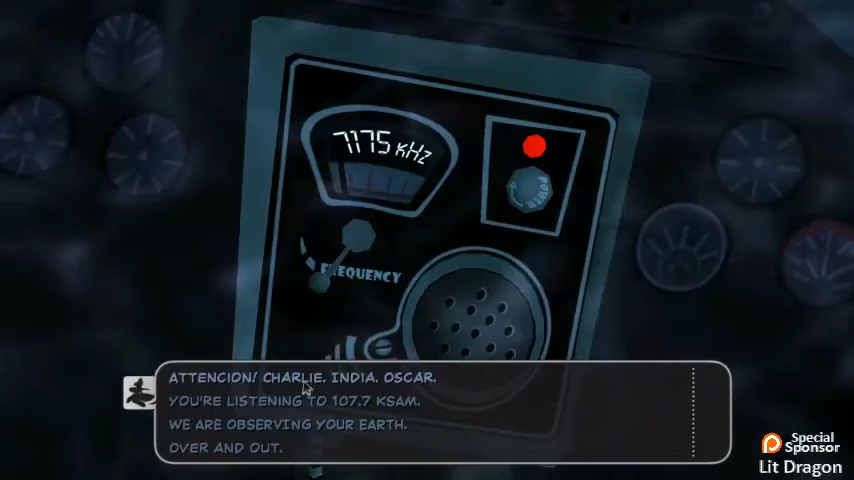 7175 kHz
POWER
FREQUENCY
ATTENCION! CHARLIE. INDIA. OSCAR.
YOU'RE LISTENING TO 107.7 KSAM.
WE ARE OBSERVING YOUR EARTH.
OVER AND OUT.
Special
Sponsor
Lit Dragon